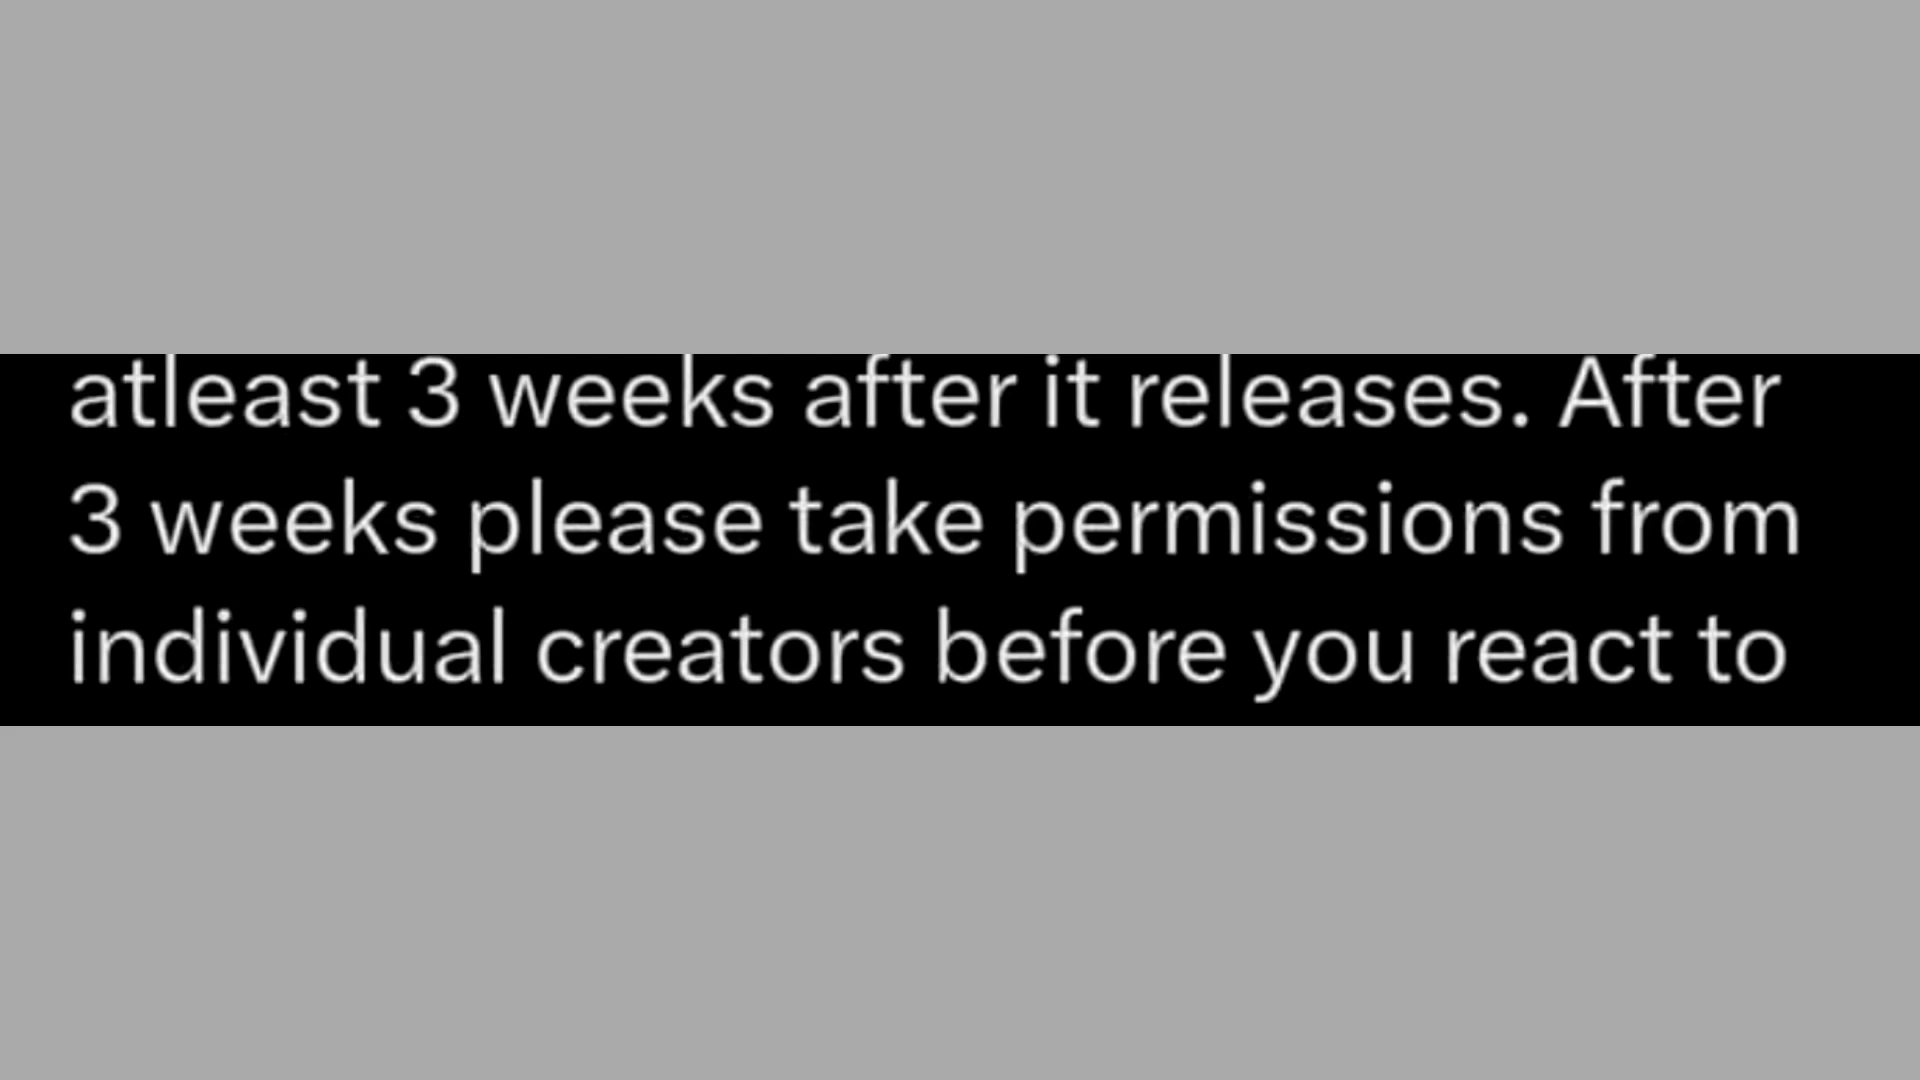 atleast 3 weeks after it releases. After
3 weeks please take permissions from
individual creators before you react to